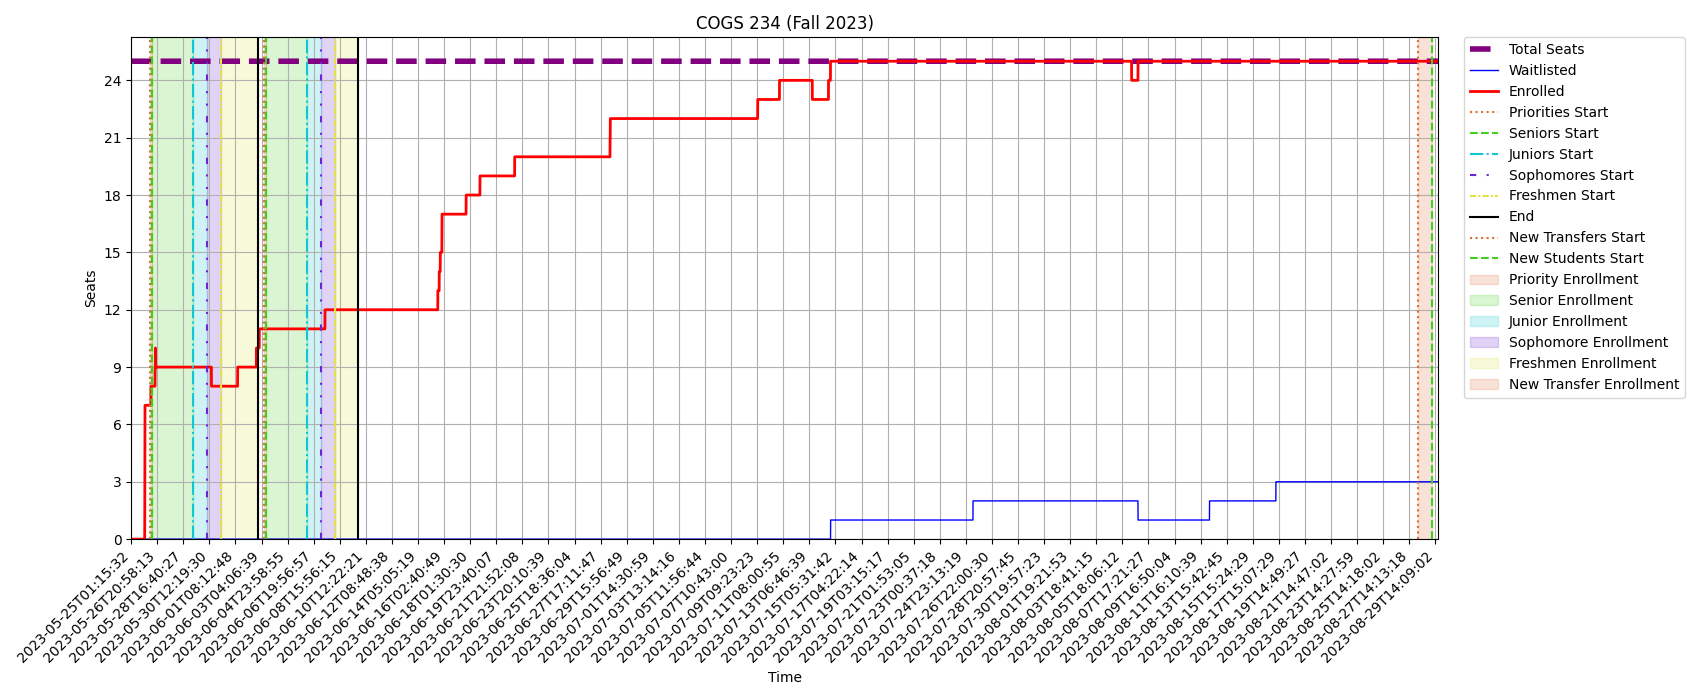 COGS 234 (Fall 2023)
Seats
24
21
18
15
12
9
6
3
0
2023-05-25T01:15:32
2023-05-26T20:58:13
2023-05-28T16:40:27
2023-05-30T12:19:30
2023-06-01T08:12:48
2023-06-03T04:06:39
2023-06-04T23:58:55
2023-06-06T19:56:57
2023-06-08T15:56:15
2023-06-10T12:22:21
2023-06-12T08:48:38
2023-06-14T05:05:19
2023-06-16T02:40:49
2023-06-18T01:30:30
2023-06-19T23:40:07
2023-06-21T21:52:08
2023-06-23T20:10:39
2023-06-25T18:36:04
2023-06-27T17:11:47
2023-06-29T15:56:49
2023-07-01T14:30:59
2023-07-03T13:14:16
2023-07-05T11:56:44
2023-07-07T10:43:00
2023-07-09T09:23:23
2023-07-11T08:00:55
2023-07-13T06:46:39
2023-07-15T05:31:42
2023-07-17T04:22:14
2023-07-19T03:15:17
2023-07-21T01:53:05
2023-07-23T00:37:18
2023-07-24T23:13:19
2023-07-26T22:00:30
2023-07-28T20:57:45
2023-07-30T19:57:23
2023-08-01T19:21:53
2023-08-03T18:41:15
2023-08-05T18:06:12
2023-08-07T17:21:27
2023-08-09T16:50:04
2023-08-11T16:10:39
2023-08-13T15:42:45
2023-08-15T15:24:29
2023-08-17T15:07:29
2023-08-19T14:49:27
2023-08-21T14:47:02
2023-08-23T14:27:59
2023-08-25T14:18:02
2023-08-27T14:13:18
2023-08-29T14:09:02
Time
Total Seats
Waitlisted
Enrolled
Priorities Start
Seniors Start
Juniors Start
Sophomores Start
Freshmen Start
End
New Transfers Start
New Students Start
Priority Enrollment
Senior Enrollment
Junior Enrollment
Sophomore Enrollment
Freshmen Enrollment
New Transfer Enrollment